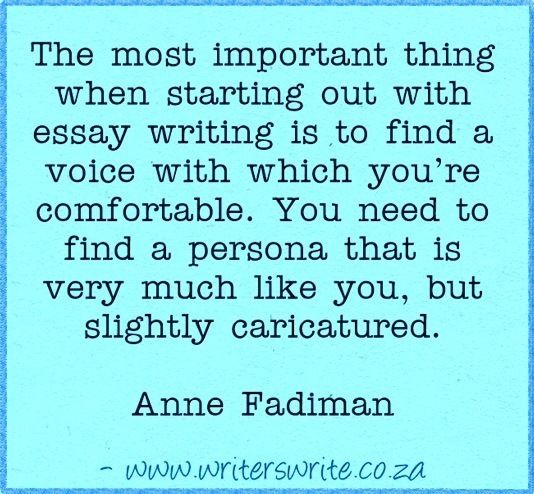 The most important thing
when starting out with
essay writing is to find a
voice with which you’re
comfortable. You need to
find a persona that is
very much like you, but
slightly caricatured.
Anne Fadiman
- www.writerswrite.co.za